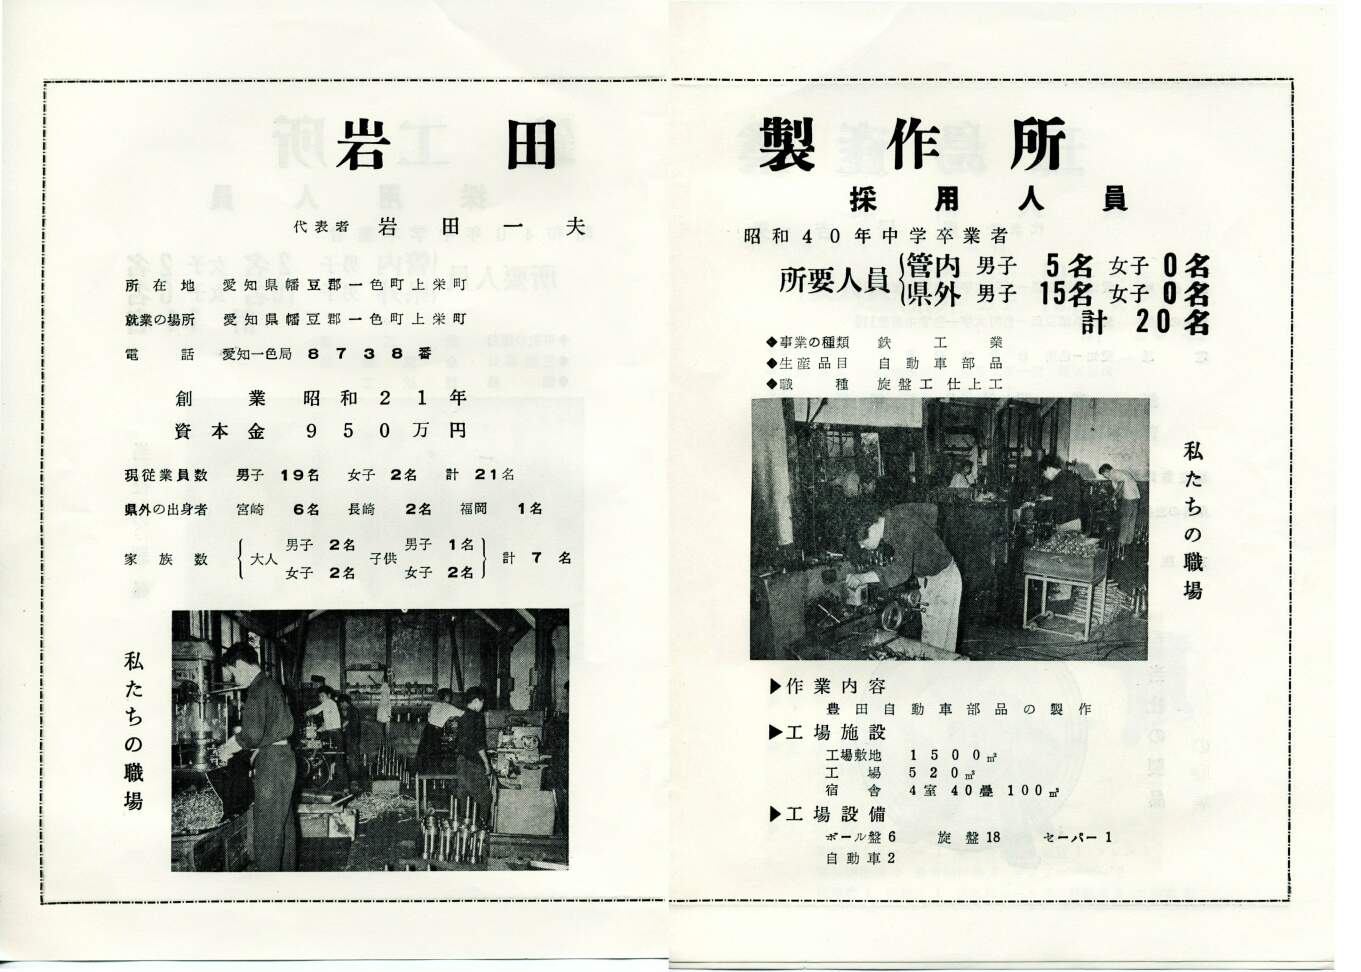 岩田製作所
代表者 岩田一夫
所在地 愛知県幡豆郡一色町上栄町
就業の場所 愛知県幡豆郡一色町上栄町
電話 愛知一色局 8738番
創業 昭和21年
資本金 950万円
現従業員数 男子 19名 女子 2名 計 21名
県外の出身者 宮崎 6名 長崎 2名 福岡 1名
家族数 大人 男子 2名 女子 2名 子供 男子 1名 女子 2名 計 7名
私たちの職場
採用人員
昭和40年中学卒業者
所要人員 管内 男子 5名 女子 0名
県外 男子 15名 女子 0名
計 20名
◆事業の種類 鉄工業
◆生産品目 自動車部品
◆職種 旋盤工仕上工
私たちの職場
▶作業内容
豊田自動車部品の製作
▶工場施設
工場敷地 1500㎡
工場 520㎡
宿舎 4室 40畳 100㎡
▶工場設備
ボール盤6 旋盤18 セーパー1
自動車2